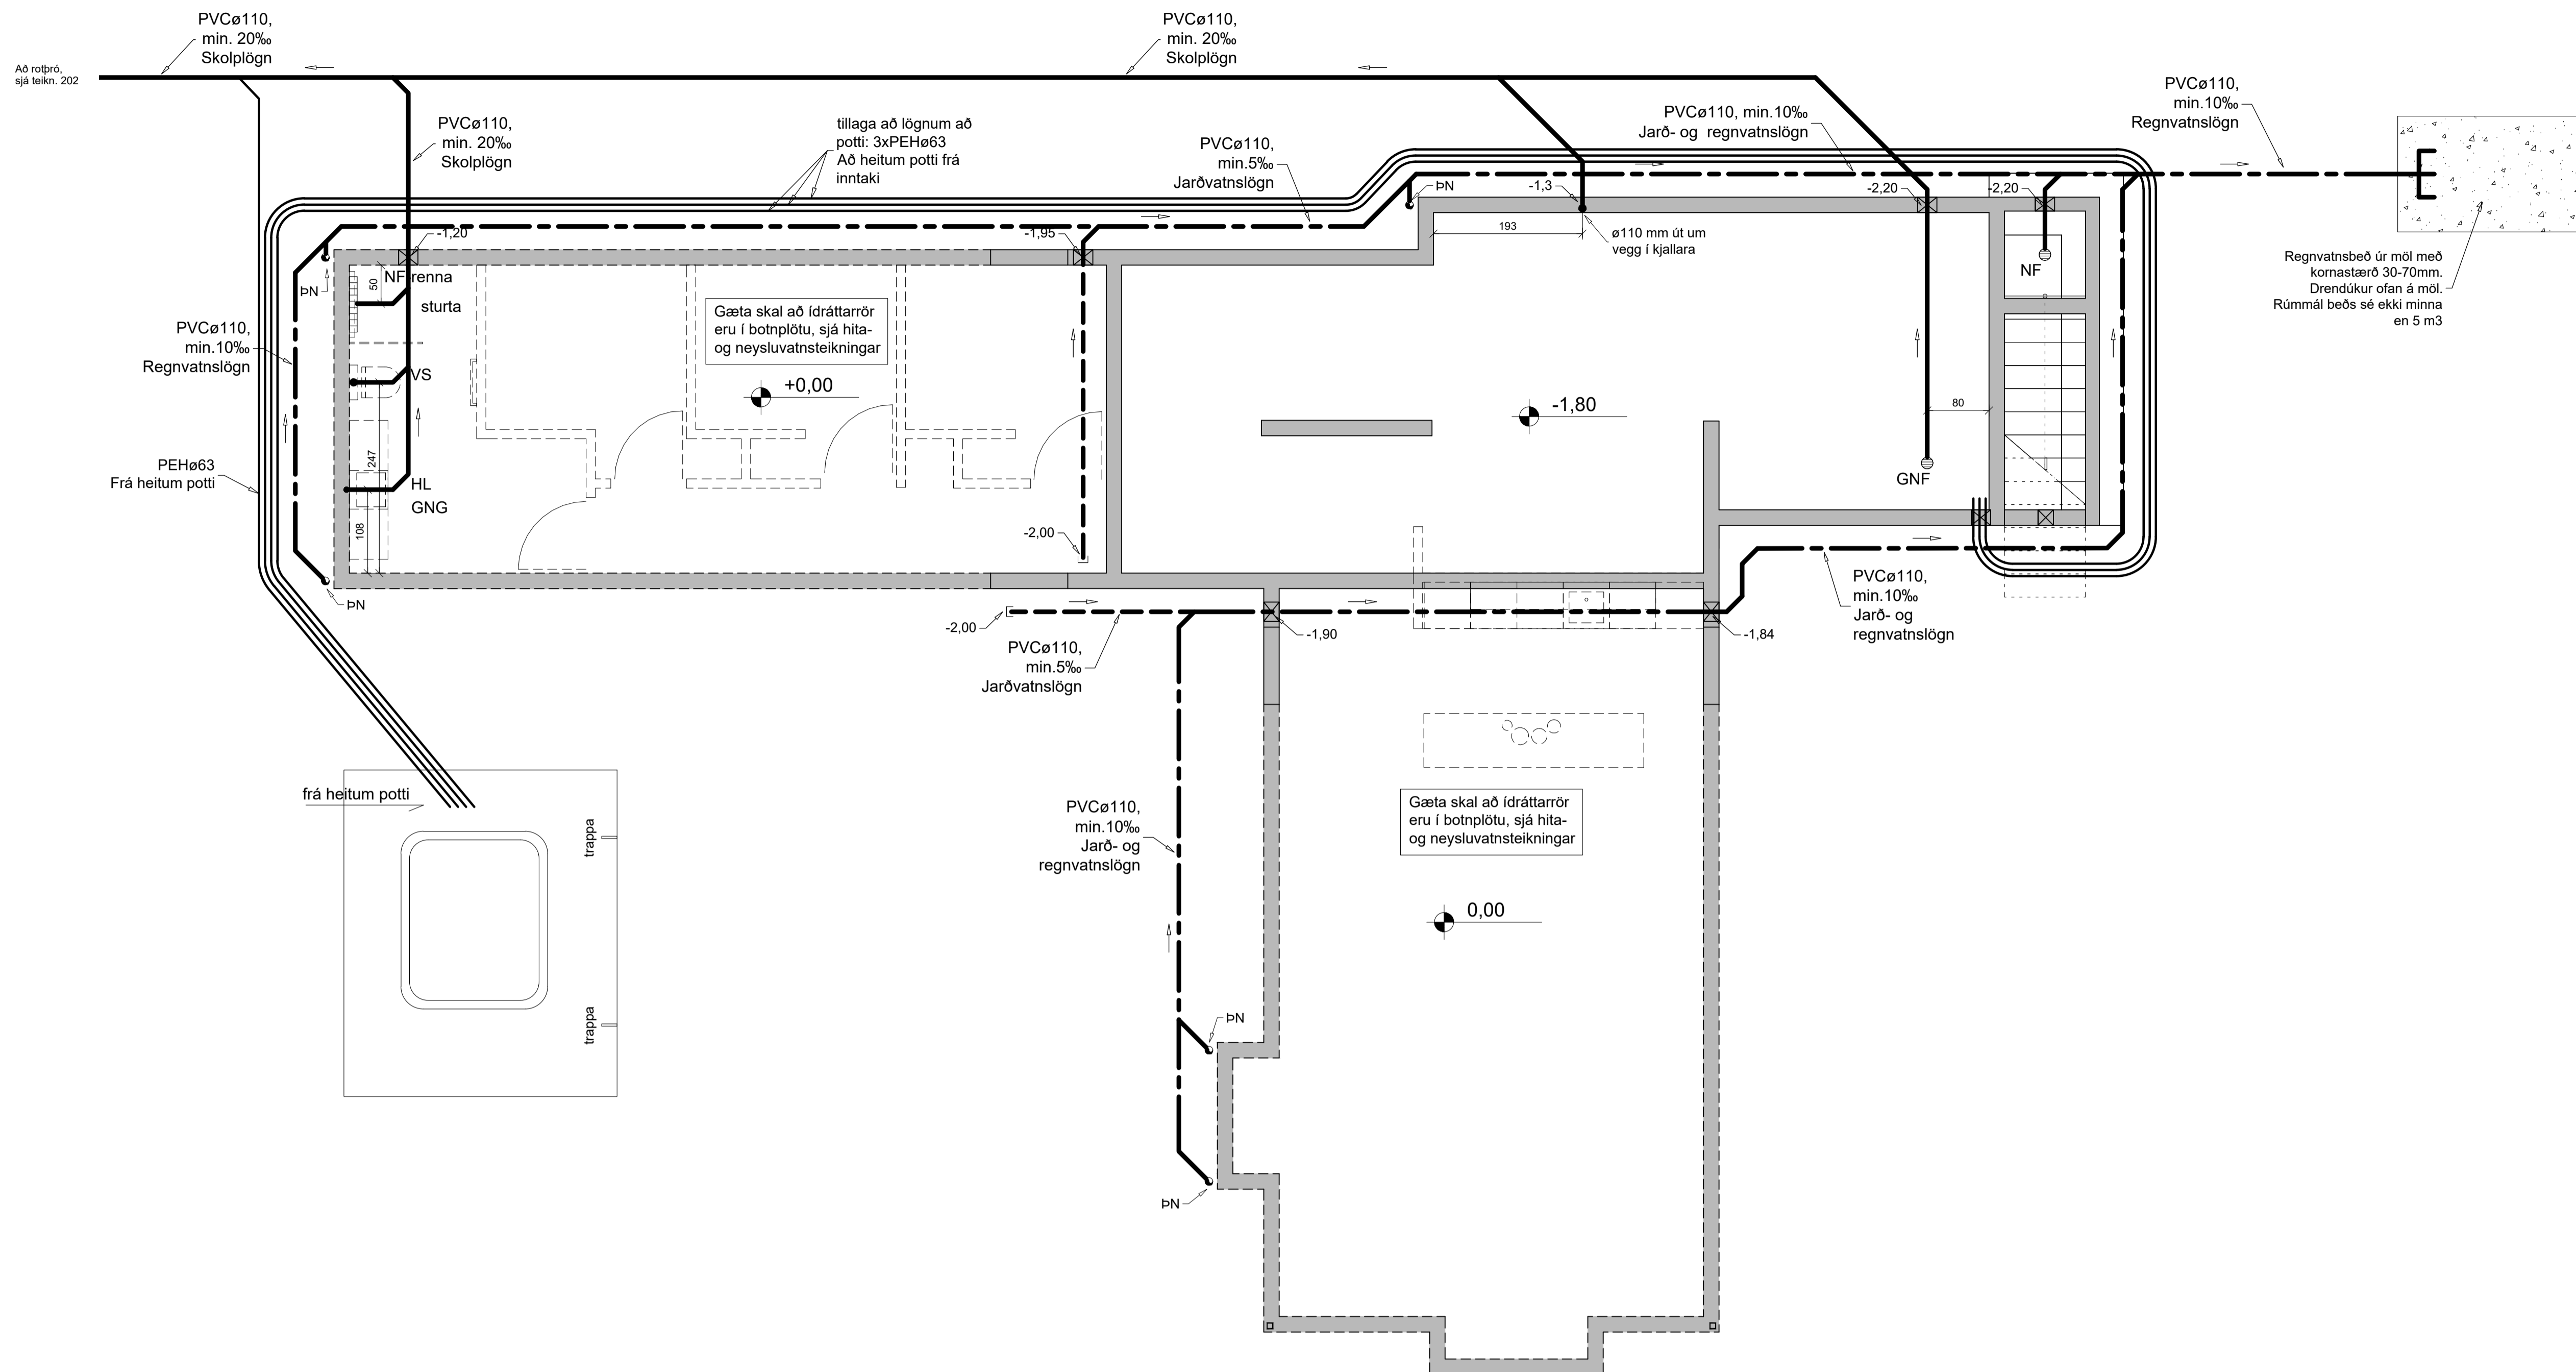 PVCø110,
min. 20‰
Skolplögn
PVCø110,
min. 20‰
Skolplögn
Að rotþró,
sjá teikn. 202
PVCø110,
min.10‰
Regnvatnslögn
PVCø110,
min. 20‰
Skolplögn
tillaga að lögnum að
potti: 3xPEHø63
Að heitum potti frá
inntaki
PVCø110,
min.5‰
Jarðvatnslögn
PVCø110, min.10‰
Jarð- og regnvatnslögn
ÞN
-1,3
-2,20
-2,20
193
ø110 mm út um
vegg í kjallara
-1,20
-1,95
NF renna
50
sturta
ÞN
NF
Regnvatnsbeð úr möl með
kornastærð 30-70mm.
Drendúkur ofan á möl.
Rúmmál beðs sé ekki minna
en 5 m3
Gæta skal að ídráttarrör
eru í botnplötu, sjá hita-
og neysluvatnsteikningar
+0,00
PVCø110,
min.10‰
Regnvatnslögn
VS
-1,80
80
247
PEHø63
Frá heitum potti
HL
GNG
108
GNF
-2,00
ÞN
-2,00
-1,90
-1,84
PVCø110,
min.10‰
Jarð- og
regnvatnslögn
PVCø110,
min.5‰
Jarðvatnslögn
frá heitum potti
trappa
trappa
PVCø110,
min.10‰
Jarð- og
regnvatnslögn
Gæta skal að ídráttarrör
eru í botnplötu, sjá hita-
og neysluvatnsteikningar
0,00
ÞN
ÞN